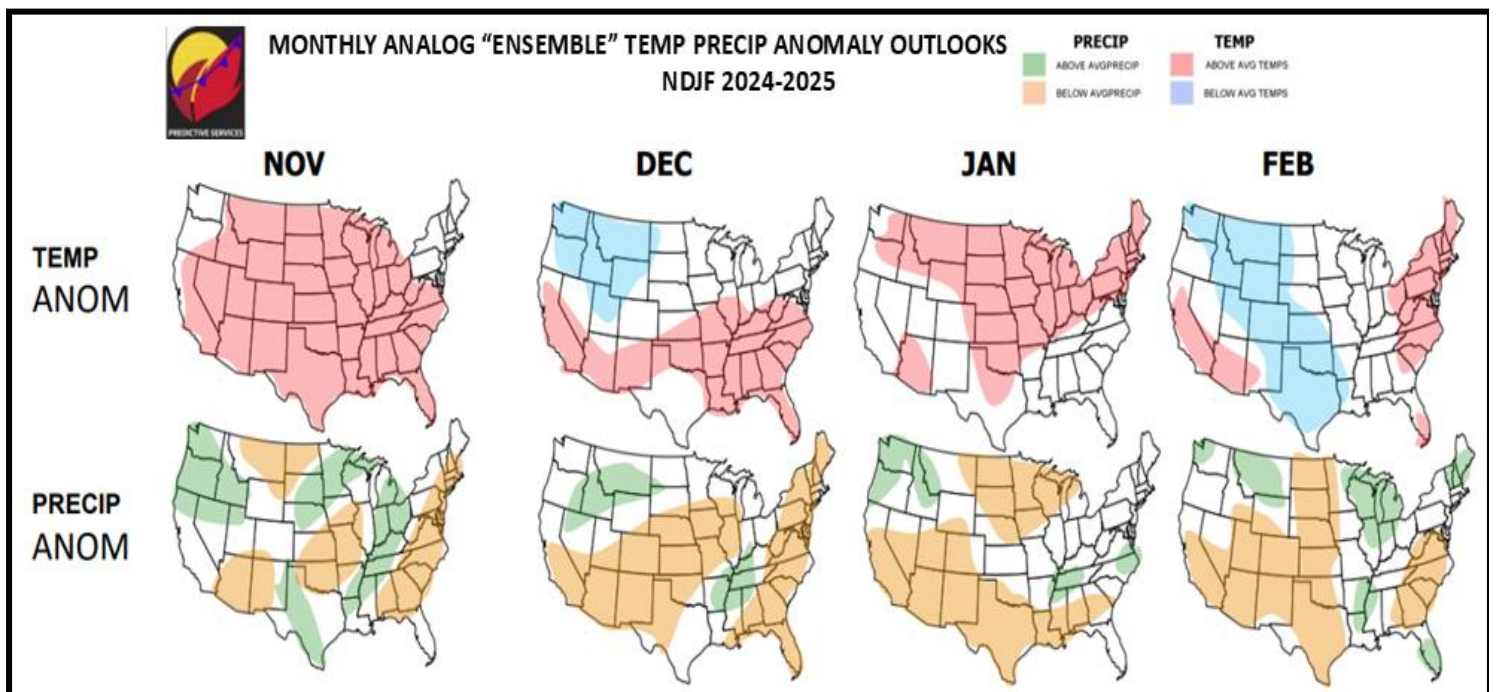 MONTHLY ANALOG “ENSEMBLE” TEMP PRECIP ANOMALY OUTLOOKS
NDJF 2024-2025
PRECIP
TEMP
ABOVE AVGPRECIP
ABOVE AVG TEMPS
BELOW AVGPRECIP
BELOW AVG TEMPS
PREDICTIVE SERVICES
NOV
DEC
JAN
FEB
TEMP
ANOM
PRECIP
ANOM